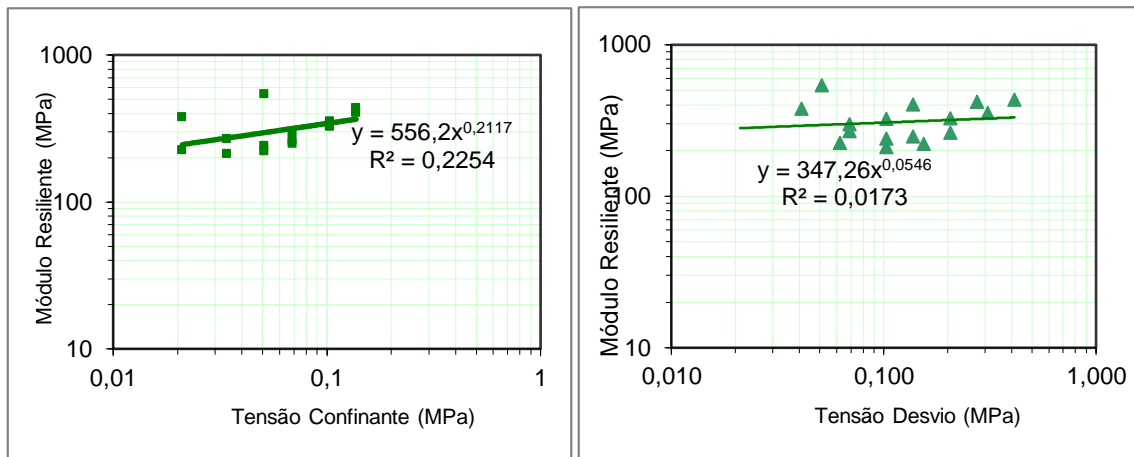 1000
100
10
0,01
0,1
1
Módulo Resiliente (MPa)
Tensão Confinante (MPa)
y = 556,2x^0,2117
R² = 0,2254
1000
100
10
0,010
0,100
1,000
Módulo Resiliente (MPa)
Tensão Desvio (MPa)
y = 347,26x^0,0546
R² = 0,0173